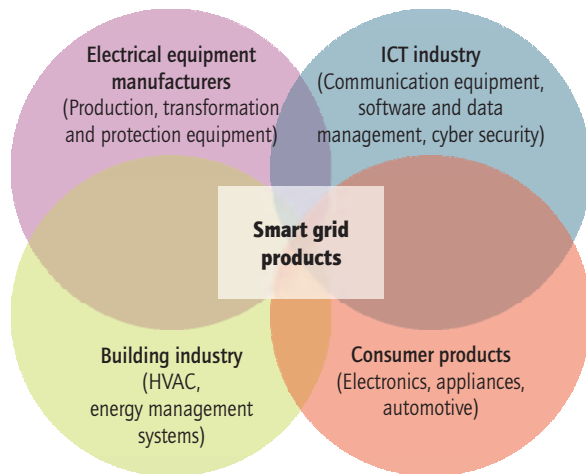 Electrical equipment
manufacturers
(Production, transformation
and protection equipment)
ICT industry
(Communication equipment,
software and data
management, cyber security)
Smart grid
products
Building industry
(HVAC,
energy management
systems)
Consumer products
(Electronics, appliances,
automotive)